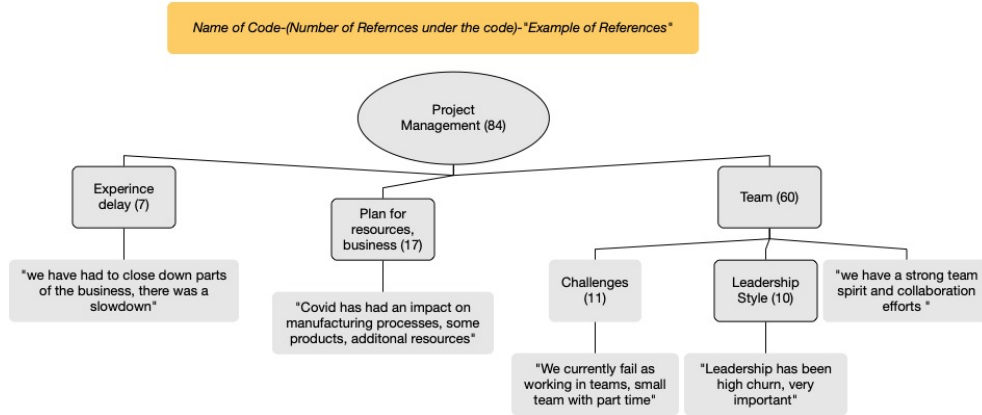 Name of Code-(Number of Refernces under the code)-"Example of References"
Project
Management (84)
Experince
delay (7)
Plan for
resources,
business (17)
Team (60)
"we have had to close down parts
of the business, there was a
slowdown"
"Covid has had an impact on
manufacturing processes, some
products, additonal resources"
Challenges
(11)
Leadership
Style (10)
"we have a strong team
spirit and collaboration
efforts "
"We currently fail as
working in teams, small
team with part time"
"Leadership has been
high churn, very
important"